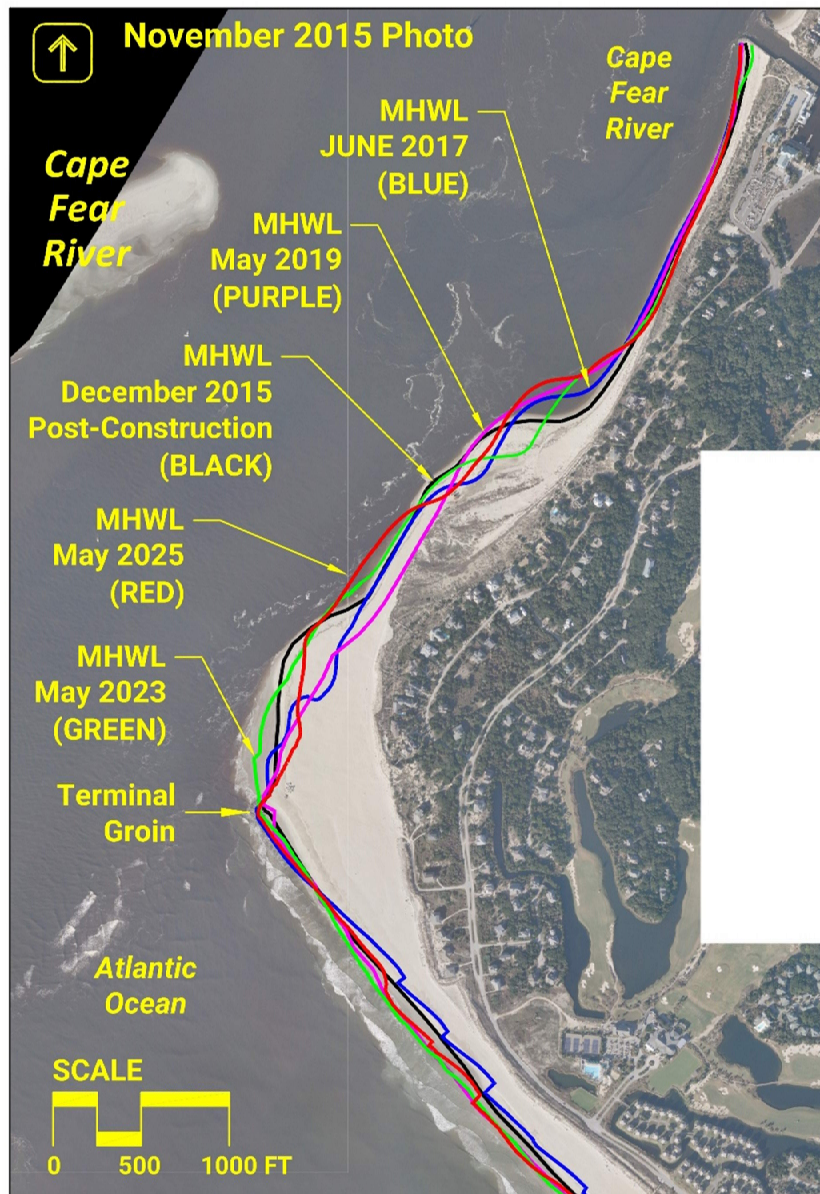 November 2015 Photo
Cape
Fear
River
Cape
Fear
River
MHWL
JUNE 2017
(BLUE)
MHWL
May 2019
(PURPLE)
MHWL
December 2015
Post-Construction
(BLACK)
MHWL
May 2025
(RED)
MHWL
May 2023
(GREEN)
Terminal
Groin
Atlantic
Ocean
SCALE
0 500 1000 FT